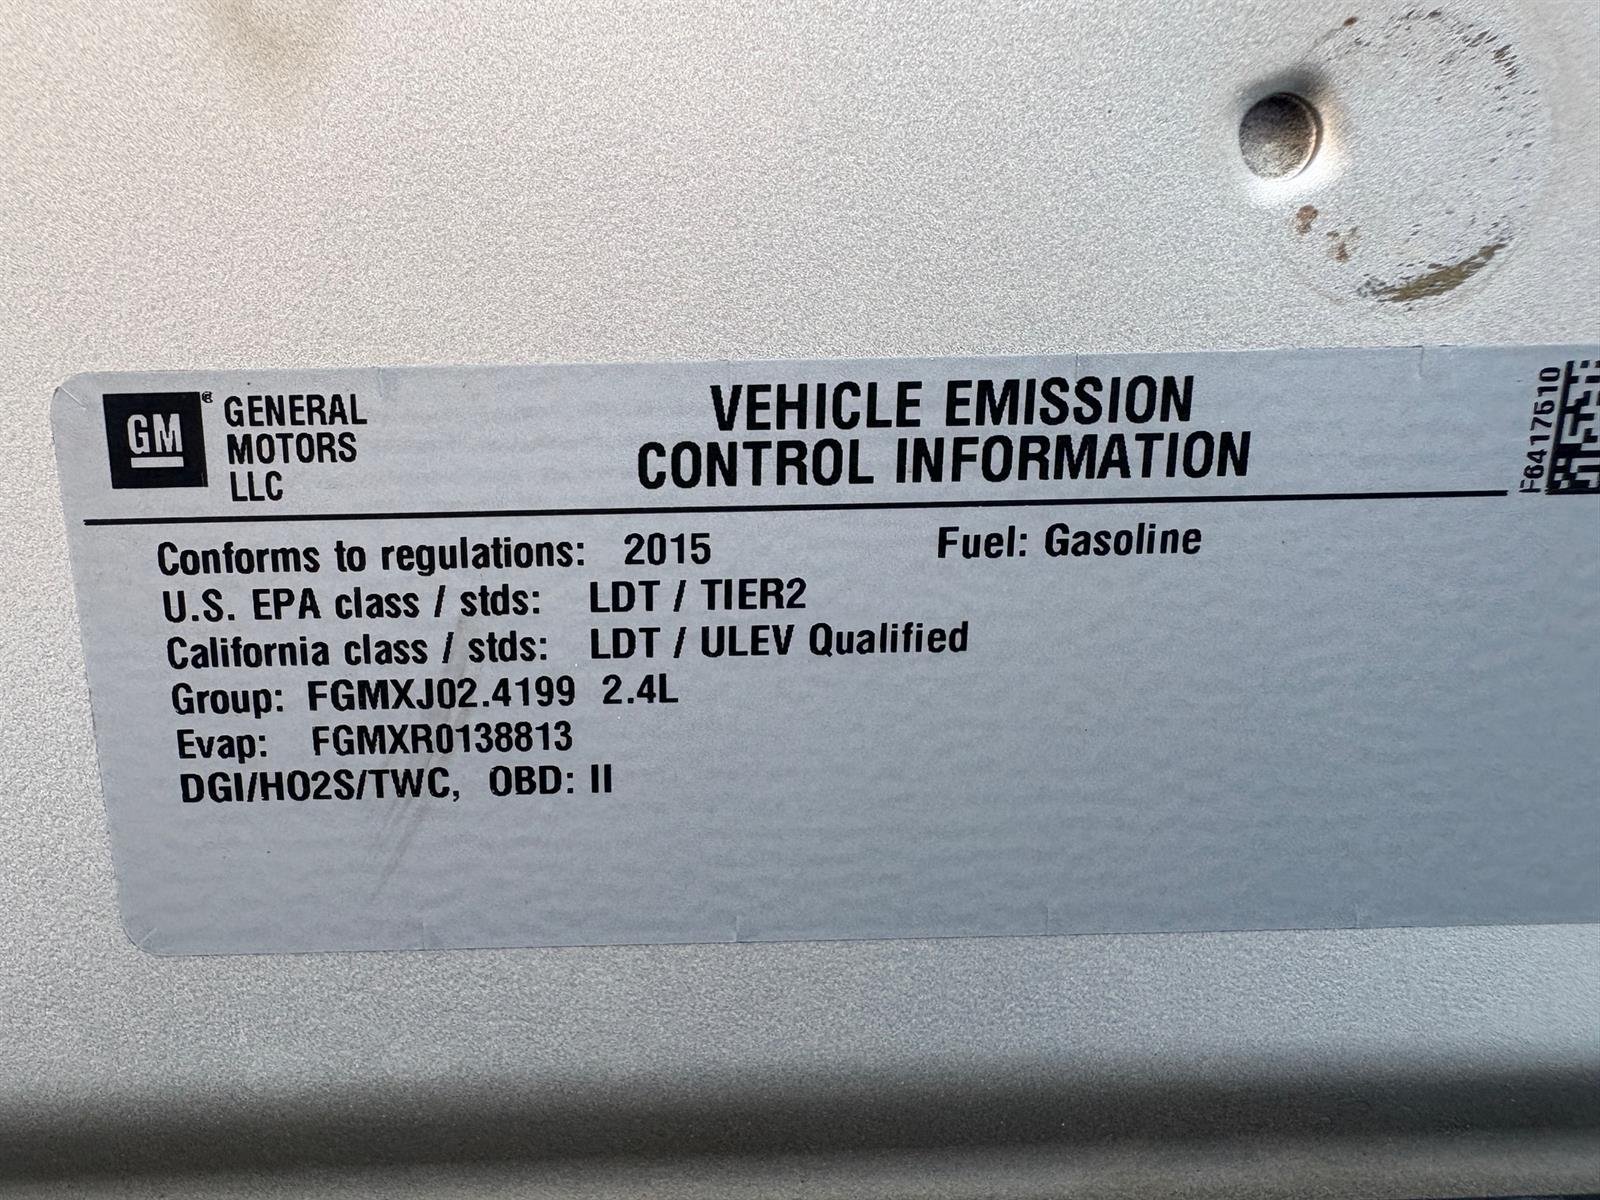 GM ® GENERAL
MOTORS
LLC
VEHICLE EMISSION
CONTROL INFORMATION
F6417610
Conforms to regulations: 2015 Fuel: Gasoline
U.S. EPA class / stds: LDT / TIER2
California class / stds: LDT / ULEV Qualified
Group: FGMXJ02.4199 2.4L
Evap: FGMXR0138813
DGI/HO2S/TWC, OBD: II